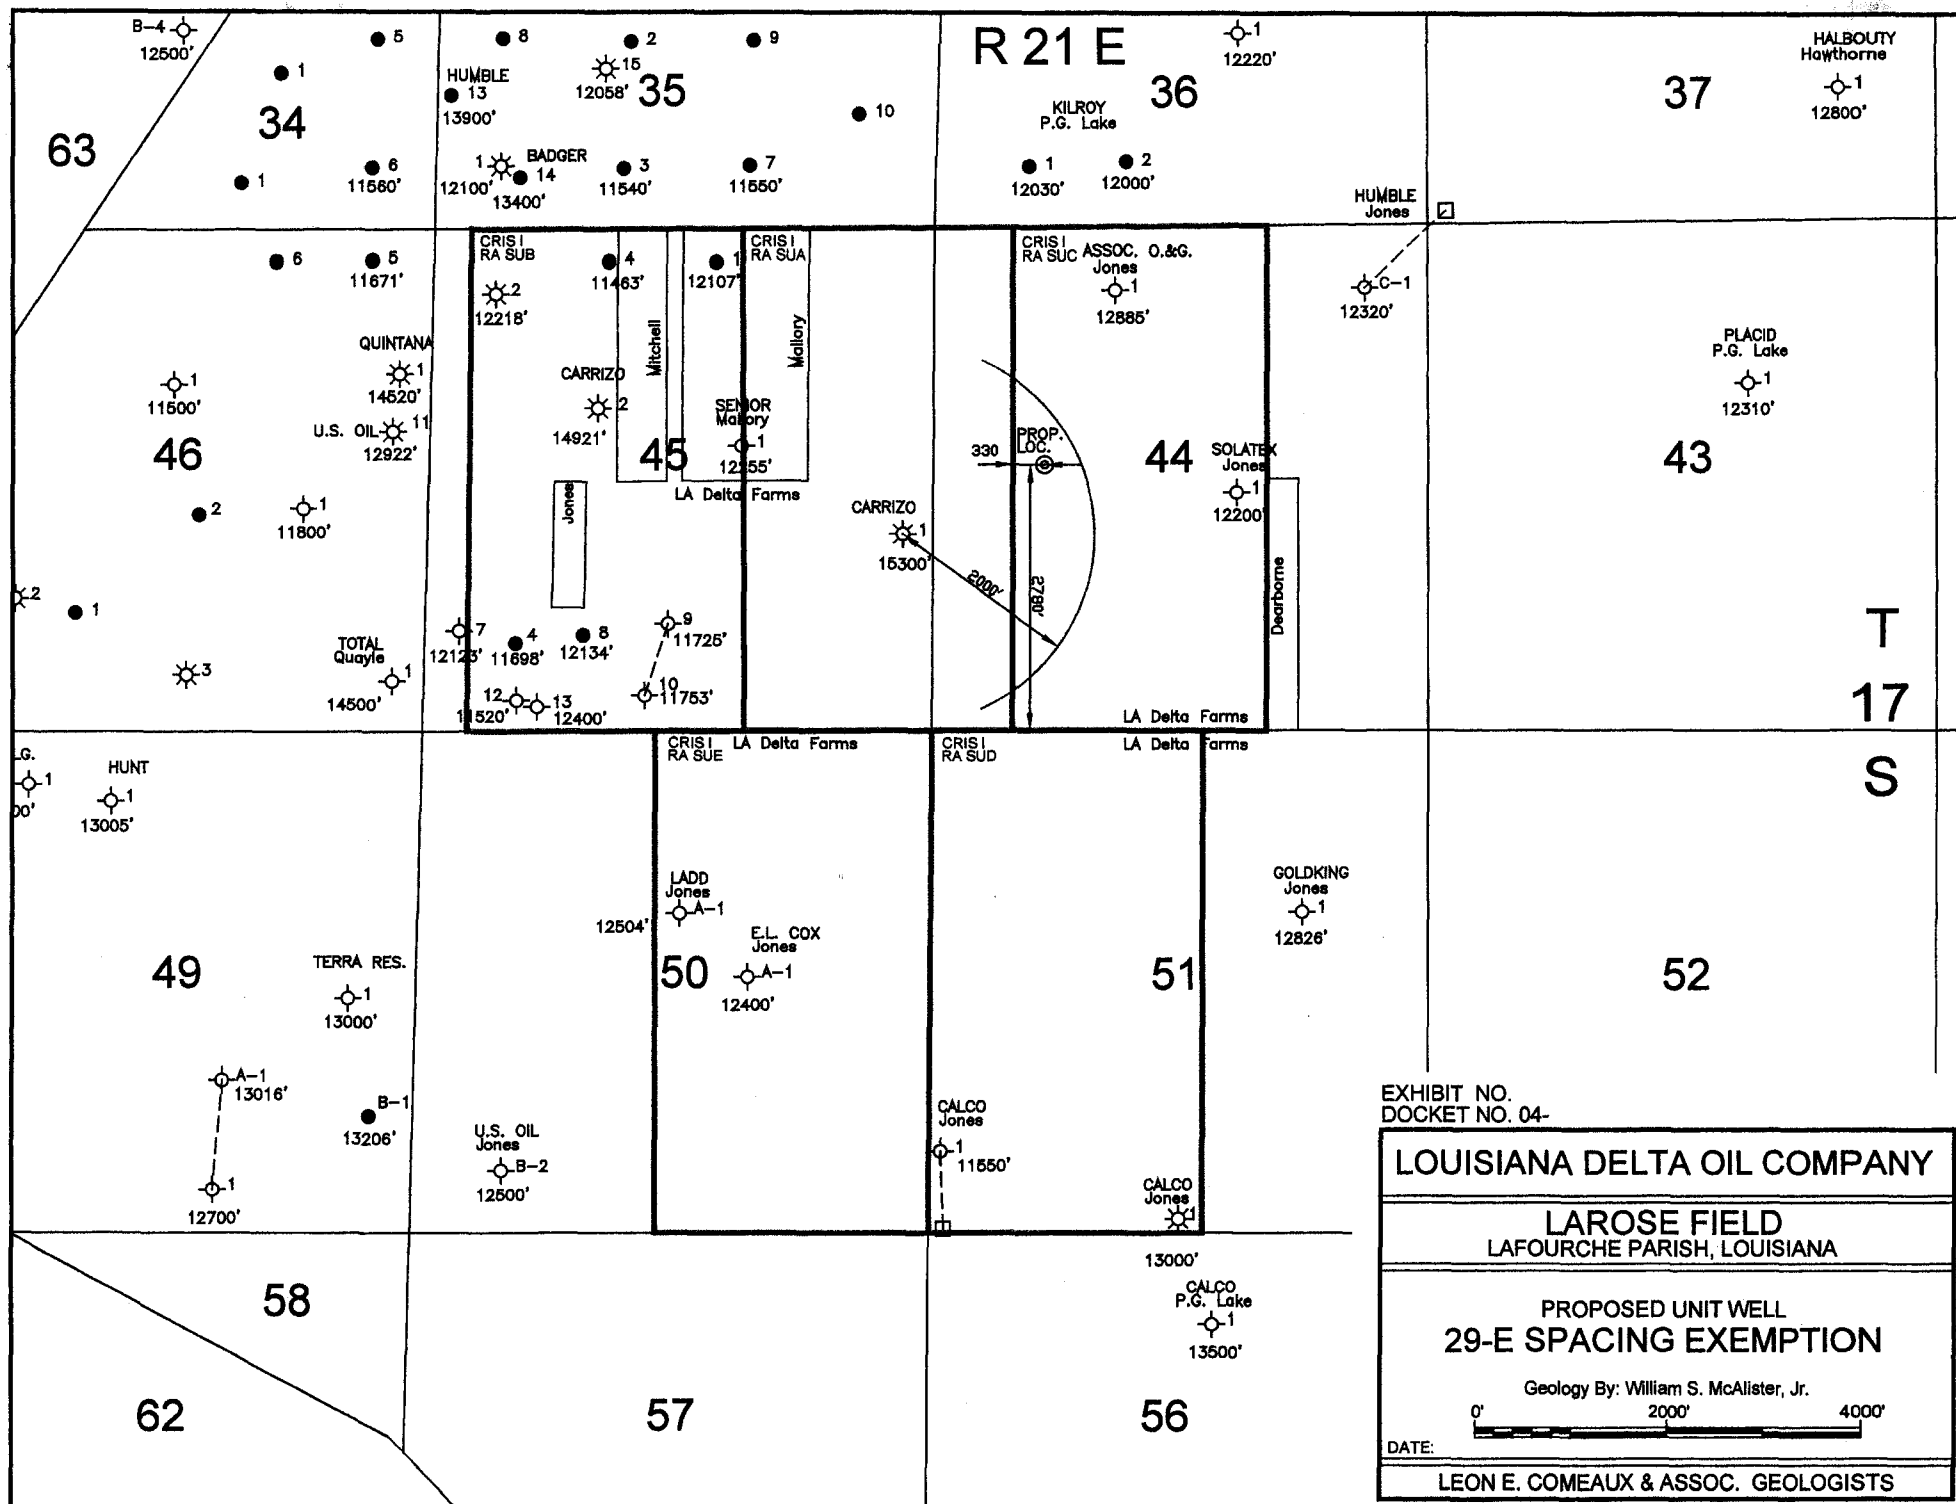 B-4
12500'
5
1
34
63
1
6
11560'
8
HUMBLE
13
13900'
2
15
12058'
35
9
10
1
BADGER
12100'
14
13400'
3
11540'
7
11550'
R 21 E
1
12220'
36
KILROY
P.G. Lake
1
12030'
2
12000'
37
HALBOUTY
Hawthorne
1
12800'
HUMBLE
Jones
C-1
12320'
6
5
11671'
QUINTANA
1
14520'
1
11500'
U.S. OIL
11
12922'
46
2
1
11800'
2
1
3
TOTAL
Quayle
1
14500'
CRIS I
RA SUB
2
12218'
4
11463'
1
12107'
CRIS I
RA SUA
Mitchell
Mallory
CARRIZO
2
14921'
SENIOR
Mallory
1
12255'
45
LA Delta Farms
Jones
7
12123'
4
11698'
8
12134'
9
11725'
10
11753'
12
11520'
13
12400'
CARRIZO
1
15300'
2000'
2780'
330
PROP.
LOC.
CRIS I
RA SUC
ASSOC. O.&G.
Jones
1
12885'
44
SOLATEX
Jones
1
12200'
Dearborne
LA Delta Farms
PLACID
P.G. Lake
1
12310'
43
T
17
S
LG.
1
00'
HUNT
1
13005'
49
TERRA RES.
1
13000'
A-1
13016'
B-1
13206'
1
12700'
CRIS I
RA SUE
LA Delta Farms
LADD
Jones
A-1
12504'
E.L. COX
Jones
A-1
12400'
50
U.S. OIL
Jones
B-2
12500'
CRIS I
RA SUD
LA Delta Farms
51
GOLDKING
Jones
1
12826'
52
CALCO
Jones
1
11550'
CALCO
Jones
1
13000'
CALCO
P.G. Lake
1
13500'
58
62
57
56
EXHIBIT NO.
DOCKET NO. 04-
LOUISIANA DELTA OIL COMPANY
LAROSE FIELD
LAFOURCHE PARISH, LOUISIANA
PROPOSED UNIT WELL
29-E SPACING EXEMPTION
Geology By: William S. McAlister, Jr.
0' 2000' 4000'
DATE:
LEON E. COMEAUX & ASSOC. GEOLOGISTS